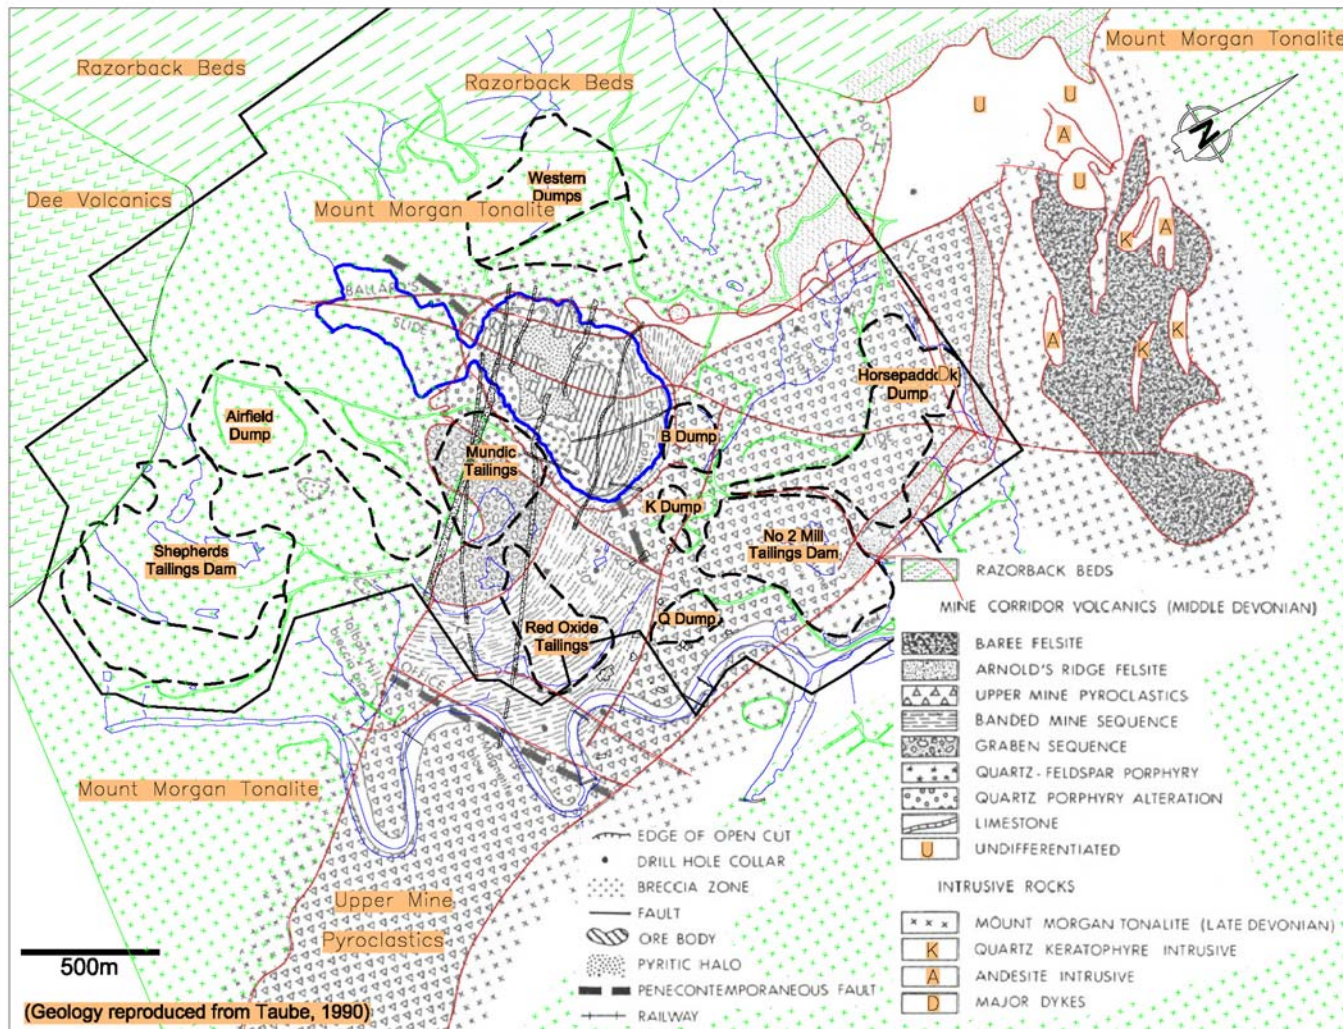 Mount Morgan Tonalite
Razorback Beds
Razorback Beds
U
U
A
U
N
Western
Dumps
Dee Volcanics
Mount Morgan Tonalite
K
A
BALLARD'S
SLIDE
A
K
K
Horsepaddock
Dump
D
Airfield
Dump
B Dump
SLIDE
Mundic
Tailings
K Dump
No 2 Mill
Tailings Dam
Shepherds
Tailings Dam
Q Dump
Red Oxide
Tailings
Mount Morgan Tonalite
Upper Mine
Pyroclastics
500m
(Geology reproduced from Taube, 1990)
EDGE OF OPEN CUT
DRILL HOLE COLLAR
BRECCIA ZONE
FAULT
ORE BODY
PYRITIC HALO
PENECONTEMPORANEOUS FAULT
RAILWAY
RAZORBACK BEDS
MINE CORRIDOR VOLCANICS (MIDDLE DEVONIAN)
BAREE FELSITE
ARNOLD'S RIDGE FELSITE
UPPER MINE PYROCLASTICS
BANDED MINE SEQUENCE
GRABEN SEQUENCE
QUARTZ-FELDSPAR PORPHYRY
QUARTZ PORPHYRY ALTERATION
LIMESTONE
U UNDIFFERENTIATED
INTRUSIVE ROCKS
MOUNT MORGAN TONALITE (LATE DEVONIAN)
K QUARTZ KERATOPHYRE INTRUSIVE
A ANDESITE INTRUSIVE
D MAJOR DYKES